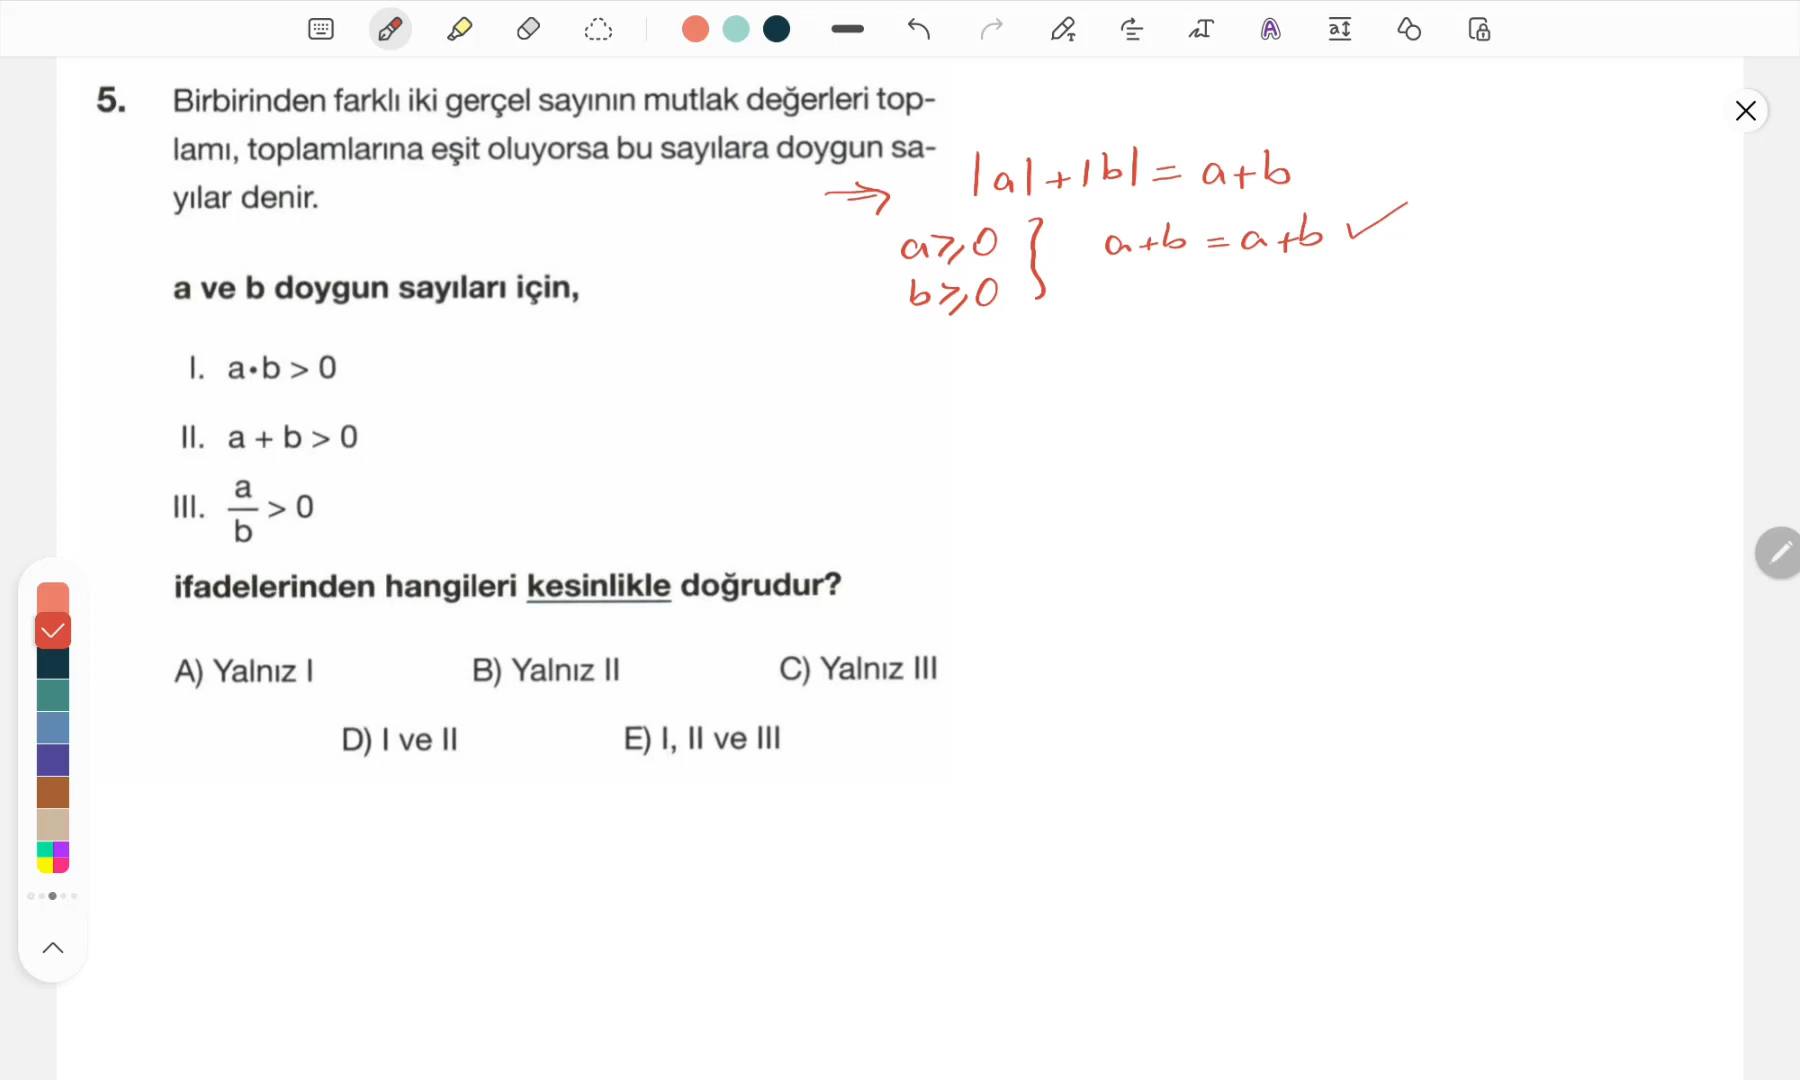 5. Birbirinden farklı iki gerçel sayının mutlak değerleri top-
lamı, toplamlarına eşit oluyorsa bu sayılara doygun sa-
yılar denir.
⇒ |a| + |b| = a+b
a ⩾ 0 } a+b = a+b ✓
b ⩾ 0
a ve b doygun sayıları için,
I. a•b > 0
II. a + b > 0
III. a/b > 0
ifadelerinden hangileri kesinlikle doğrudur?
A) Yalnız I B) Yalnız II C) Yalnız III
D) I ve II E) I, II ve III